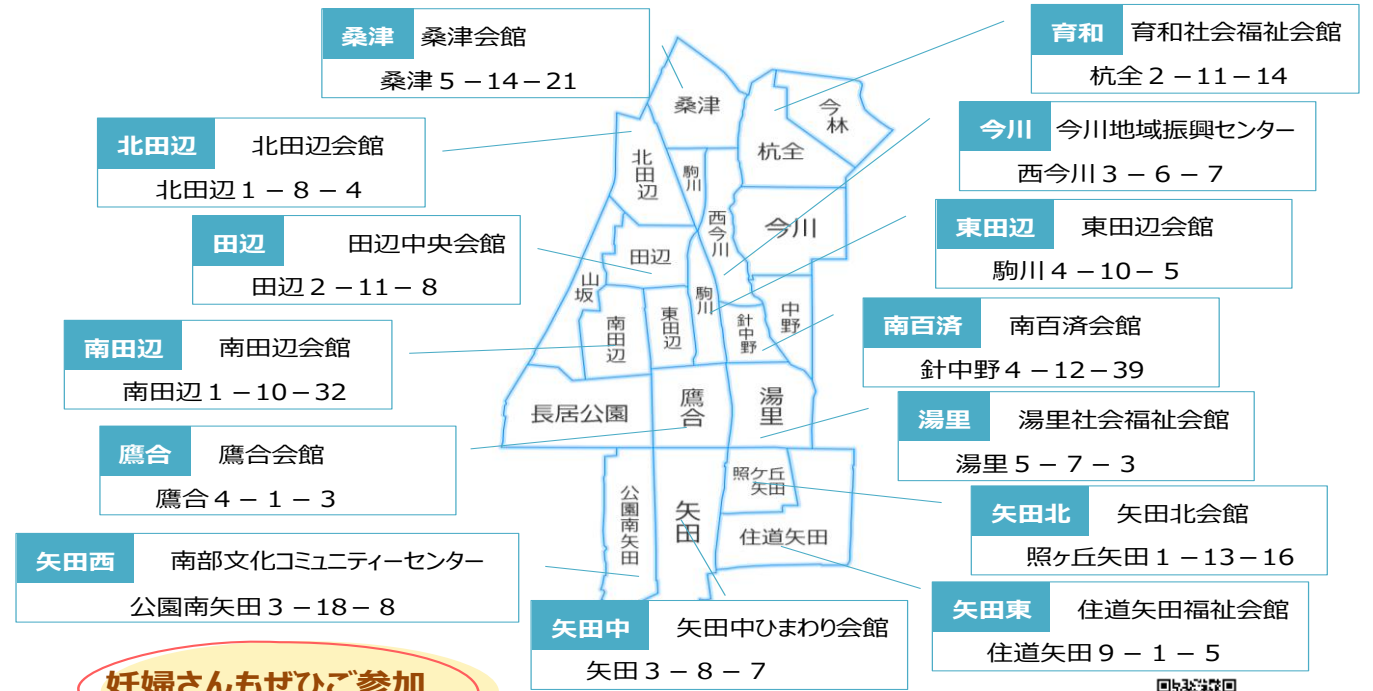 桑津 桑津会館
桑津５－14－21
育和 育和社会福祉会館
杭全２－11－14
北田辺 北田辺会館
北田辺１－８－４
今川 今川地域振興センター
西今川３－６－７
田辺 田辺中央会館
田辺２－11－８
東田辺 東田辺会館
駒川４－10－５
南田辺 南田辺会館
南田辺１－10－32
南百済 南百済会館
針中野４－12－39
鷹合 鷹合会館
鷹合４－１－３
湯里 湯里社会福祉会館
湯里５－７－３
矢田西 南部文化コミュニティーセンター
公園南矢田３－18－８
矢田北 矢田北会館
照ヶ丘矢田１－13－16
矢田中 矢田中ひまわり会館
矢田３－８－７
矢田東 住道矢田福祉会館
住道矢田９－１－５
桑津
今林
杭全
北田辺
駒川
西今川
今川
田辺
山坂
駒川
中野
南田辺
東田辺
針中野
長居公園
鷹合
湯里
照ケ丘
矢田
公園南矢田
矢田
住道矢田
妊婦さんもぜひご参加